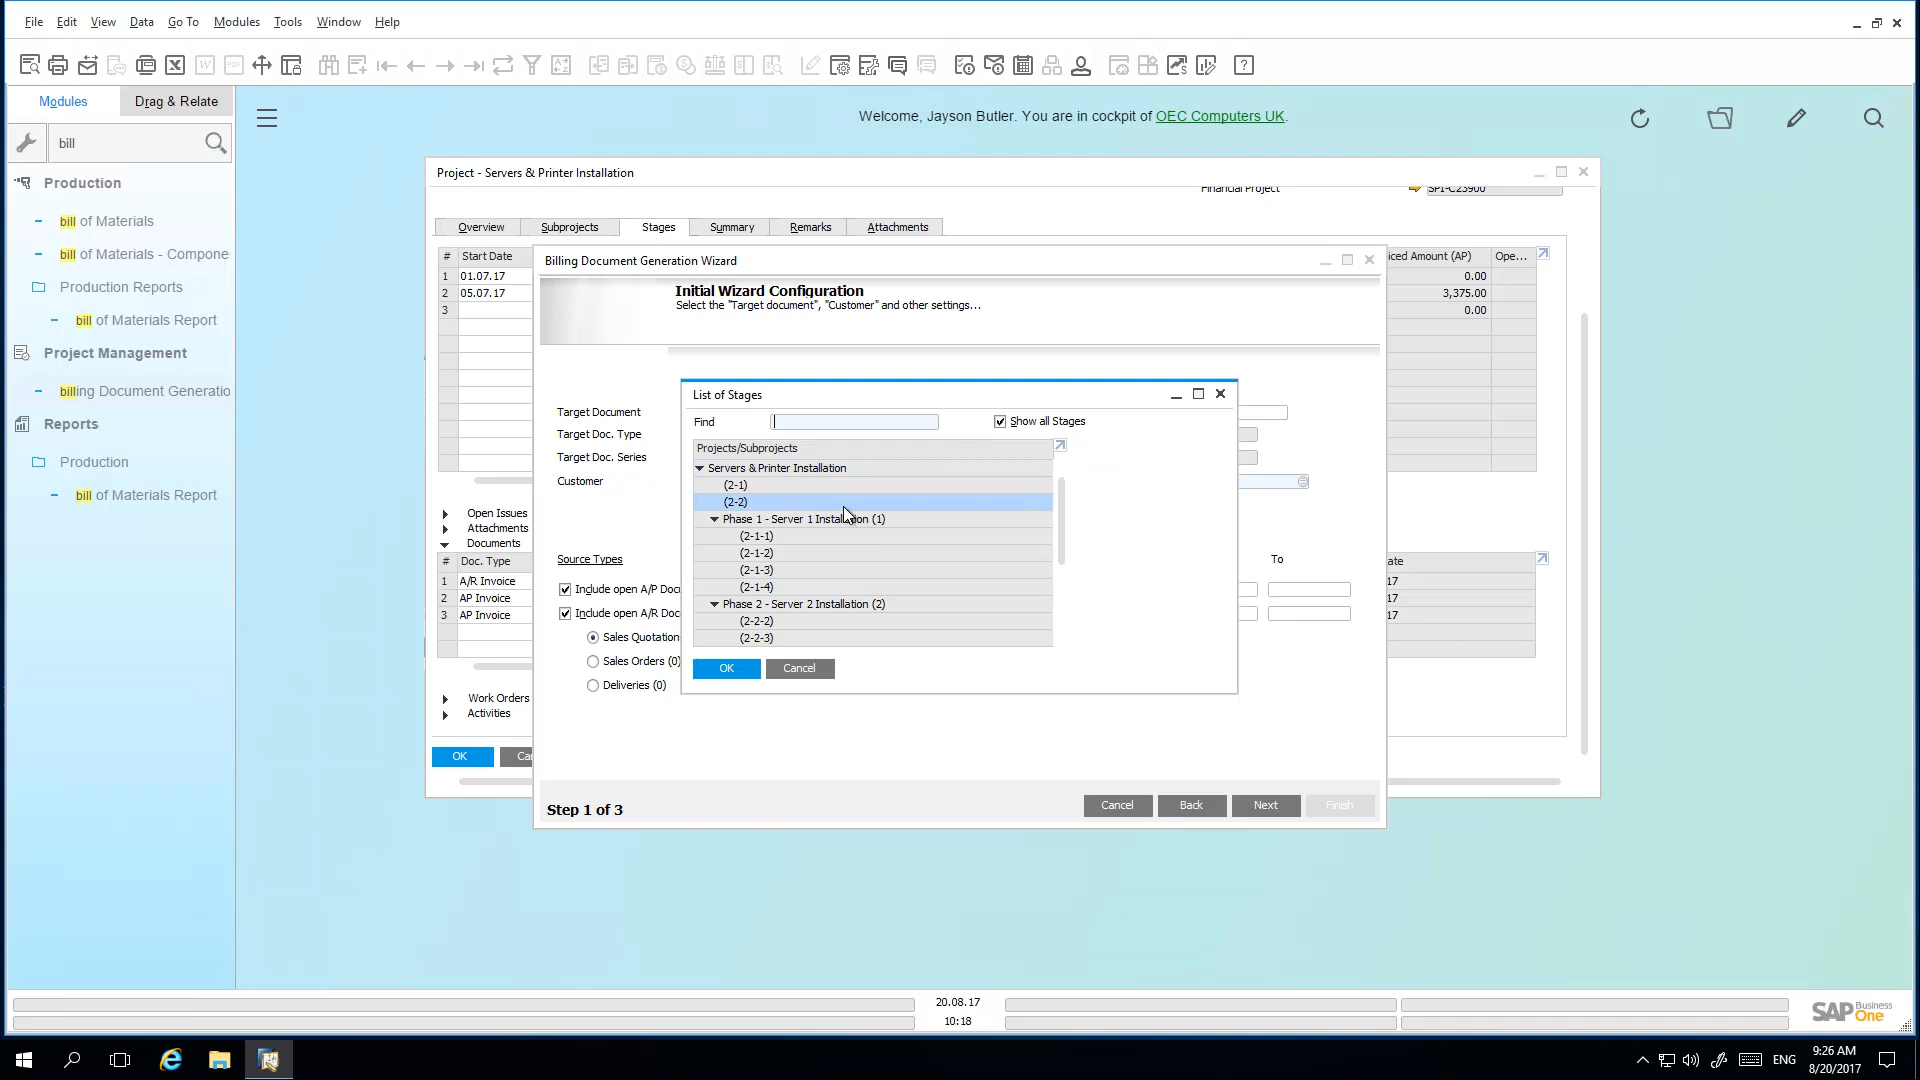 File Edit View Data Go To Modules Tools Window Help
Modules Drag & Relate
Welcome, Jayson Butler. You are in cockpit of OEC Computers UK.
bill
Production
bill of Materials
bill of Materials - Compone
Production Reports
bill of Materials Report
Project Management
billing Document Generatio
Reports
Production
bill of Materials Report
Project - Servers & Printer Installation
Financial Project SPI-C23900
Overview Subprojects Stages Summary Remarks Attachments
# Start Date iced Amount (AP) Ope...
1 01.07.17 0.00
2 05.07.17 3,375.00
3 0.00
Open Issues
Attachments
Documents
# Doc. Type ate
1 A/R Invoice 17
2 AP Invoice 17
3 AP Invoice 17
Work Orders
Activities
OK Ca
Billing Document Generation Wizard
Initial Wizard Configuration
Select the "Target document", "Customer" and other settings...
Target Document
Target Doc. Type
Target Doc. Series
Customer
Source Types To
Include open A/P Doc
Include open A/R Doc
Sales Quotation
Sales Orders (0)
Deliveries (0)
Step 1 of 3 Cancel Back Next Finish
List of Stages
Find Show all Stages
Projects/Subprojects
Servers & Printer Installation
(2-1)
(2-2)
Phase 1 - Server 1 Installation (1)
(2-1-1)
(2-1-2)
(2-1-3)
(2-1-4)
Phase 2 - Server 2 Installation (2)
(2-2-2)
(2-2-3)
OK Cancel
20.08.17
10:18
SAP Business One
ENG
9:26 AM
8/20/2017